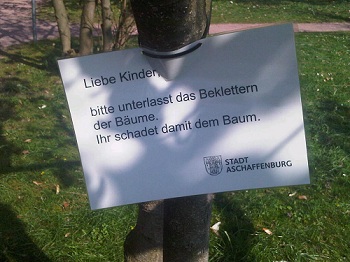 Liebe Kinder,
bitte unterlasst das Beklettern
der Bäume.
Ihr schadet damit dem Baum.
STADT
ASCHAFFENBURG